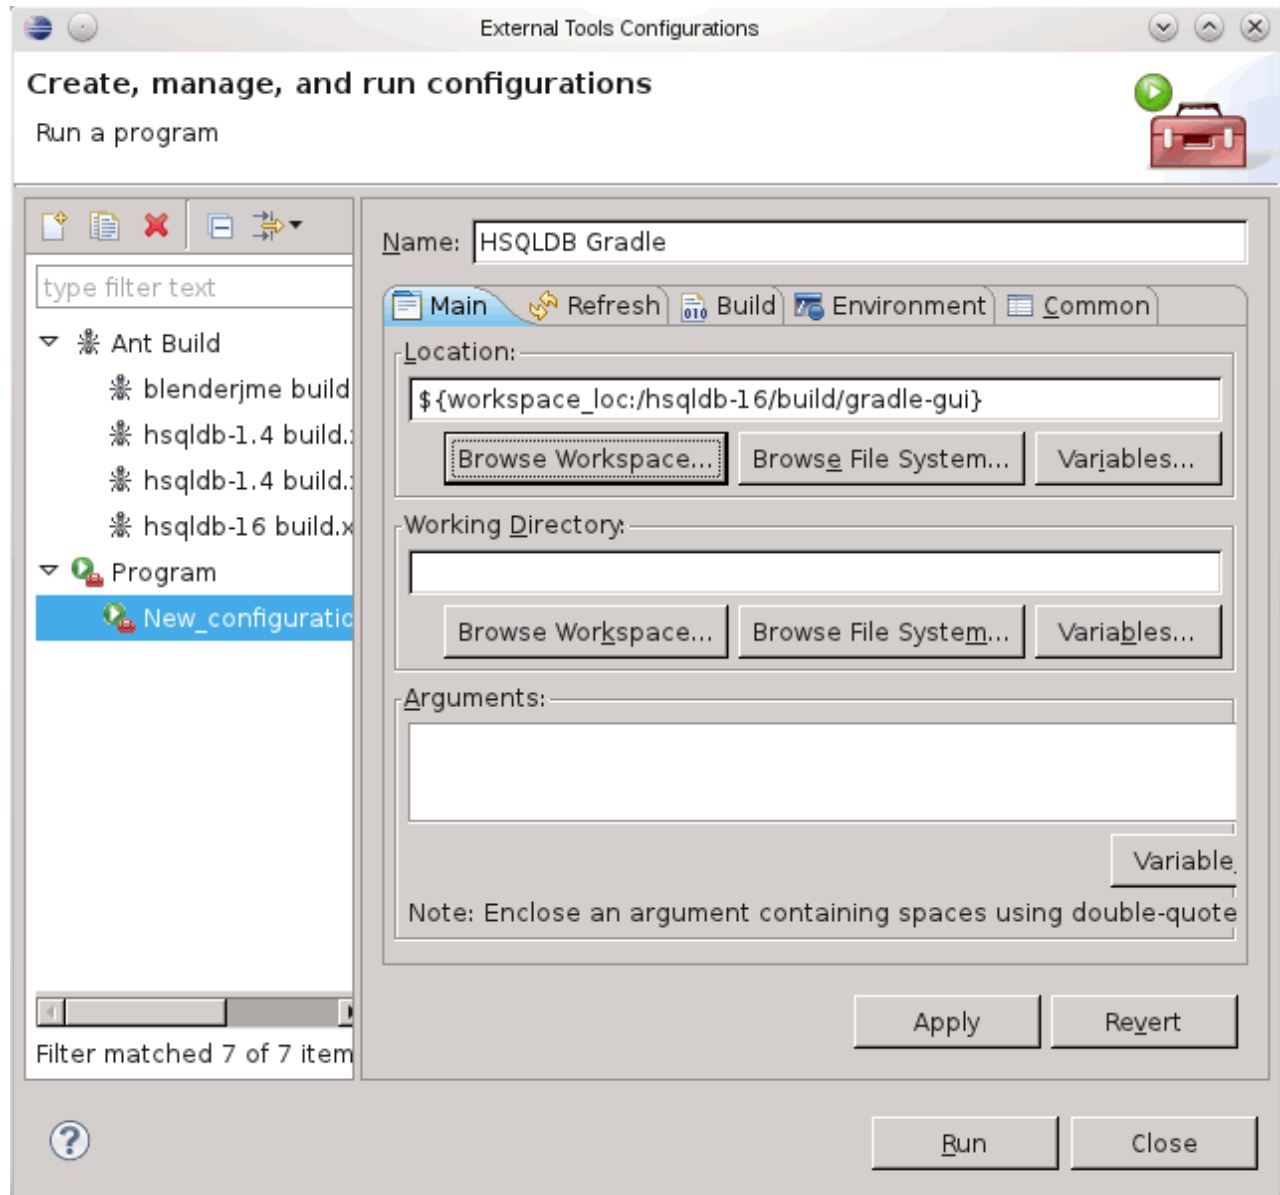 External Tools Configurations
Create, manage, and run configurations
Run a program
type filter text
Ant Build
blenderjme build
hsqldb-1.4 build.
hsqldb-1.4 build.
hsqldb-16 build.x
Program
New_configuratio
Filter matched 7 of 7 item
Name: HSQLDB Gradle
Main Refresh Build Environment Common
Location:
${workspace_loc:/hsqldb-16/build/gradle-gui}
Browse Workspace... Browse File System... Variables...
Working Directory:
Browse Workspace... Browse File System... Variables...
Arguments:
Variable
Note: Enclose an argument containing spaces using double-quote
Apply Revert
Run Close